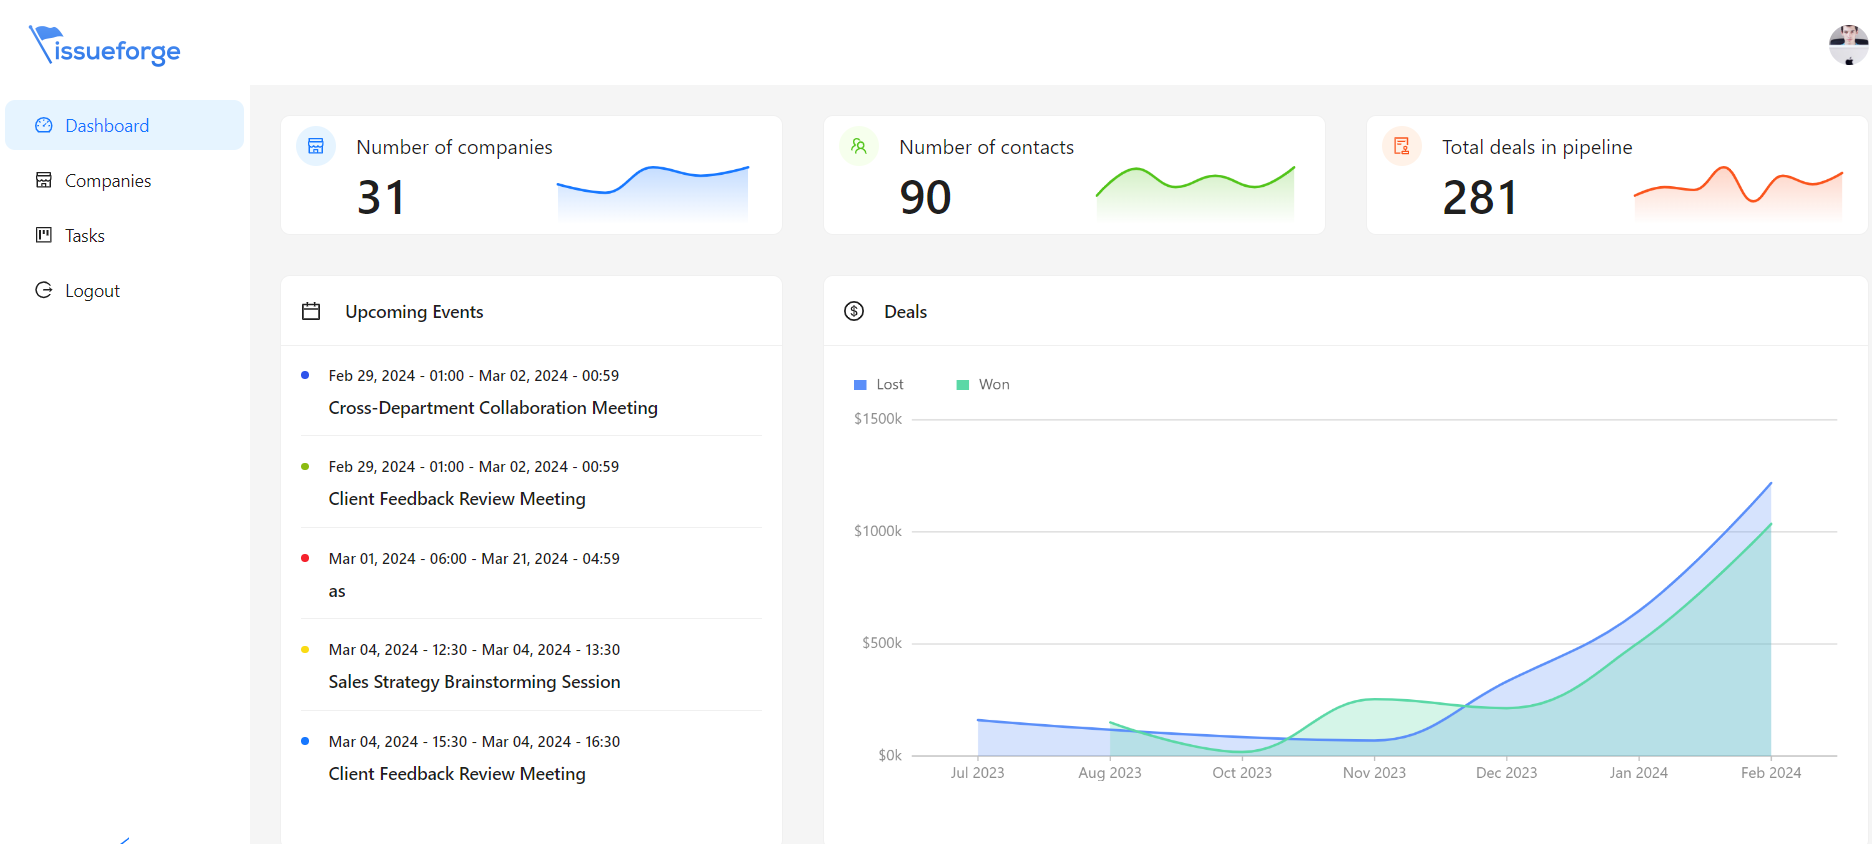 issueforge
Dashboard
Companies
Tasks
Logout
Number of companies
31
Number of contacts
90
Total deals in pipeline
281
Upcoming Events
Feb 29, 2024 - 01:00 - Mar 02, 2024 - 00:59
Cross-Department Collaboration Meeting
Feb 29, 2024 - 01:00 - Mar 02, 2024 - 00:59
Client Feedback Review Meeting
Mar 01, 2024 - 06:00 - Mar 21, 2024 - 04:59
as
Mar 04, 2024 - 12:30 - Mar 04, 2024 - 13:30
Sales Strategy Brainstorming Session
Mar 04, 2024 - 15:30 - Mar 04, 2024 - 16:30
Client Feedback Review Meeting
Deals
Lost Won
$1500k
$1000k
$500k
$0k
Jul 2023 Aug 2023 Oct 2023 Nov 2023 Dec 2023 Jan 2024 Feb 2024